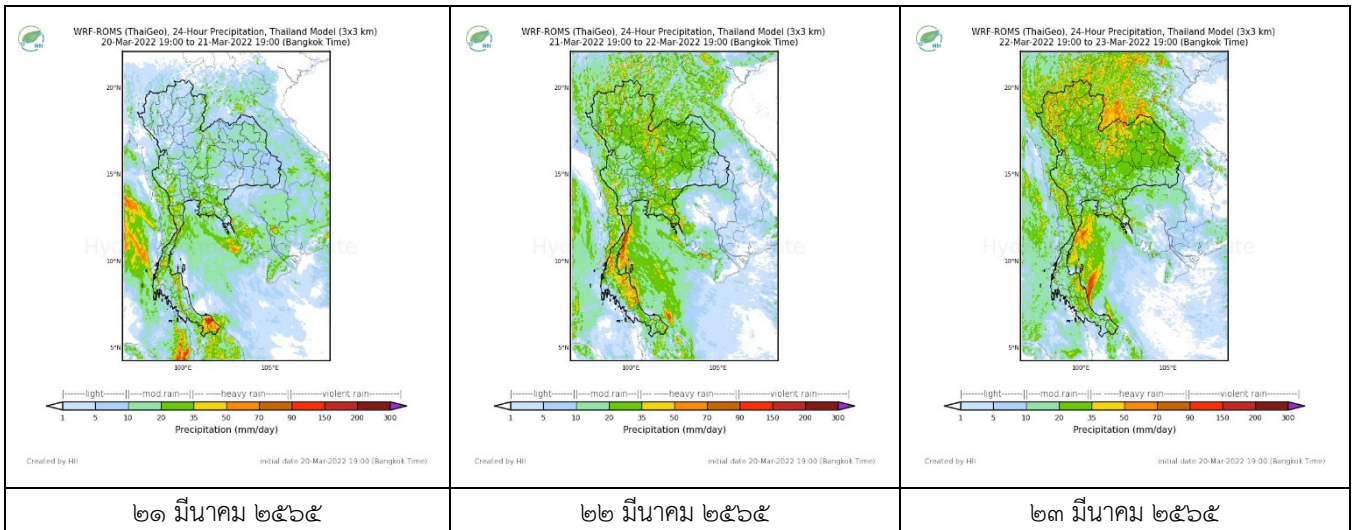 HII
WRF-ROMS (ThaiGeo), 24-Hour Precipitation, Thailand Model (3x3 km)
20-Mar-2022 19:00 to 21-Mar-2022 19:00 (Bangkok Time)
20°N
15°N
10°N
5°N
100°E 105°E
|-------light-------||---mod.rain---||--- ---heavy rain---||-------violent rain-------|
1 5 10 20 35 50 70 90 150 200 300
Precipitation (mm/day)
Created by HII initial date 20-Mar-2022 19:00 (Bangkok Time)
๒๑ มีนาคม ๒๕๖๕
HII
WRF-ROMS (ThaiGeo), 24-Hour Precipitation, Thailand Model (3x3 km)
21-Mar-2022 19:00 to 22-Mar-2022 19:00 (Bangkok Time)
20°N
15°N
10°N
5°N
100°E 105°E
|-------light-------||---mod.rain---||--- ---heavy rain---||-------violent rain-------|
1 5 10 20 35 50 70 90 150 200 300
Precipitation (mm/day)
Created by HII initial date 20-Mar-2022 19:00 (Bangkok Time)
๒๒ มีนาคม ๒๕๖๕
HII
WRF-ROMS (ThaiGeo), 24-Hour Precipitation, Thailand Model (3x3 km)
22-Mar-2022 19:00 to 23-Mar-2022 19:00 (Bangkok Time)
20°N
15°N
10°N
5°N
100°E 105°E
|-------light-------||---mod.rain---||--- ---heavy rain---||-------violent rain-------|
1 5 10 20 35 50 70 90 150 200 300
Precipitation (mm/day)
Created by HII initial date 20-Mar-2022 19:00 (Bangkok Time)
๒๓ มีนาคม ๒๕๖๕